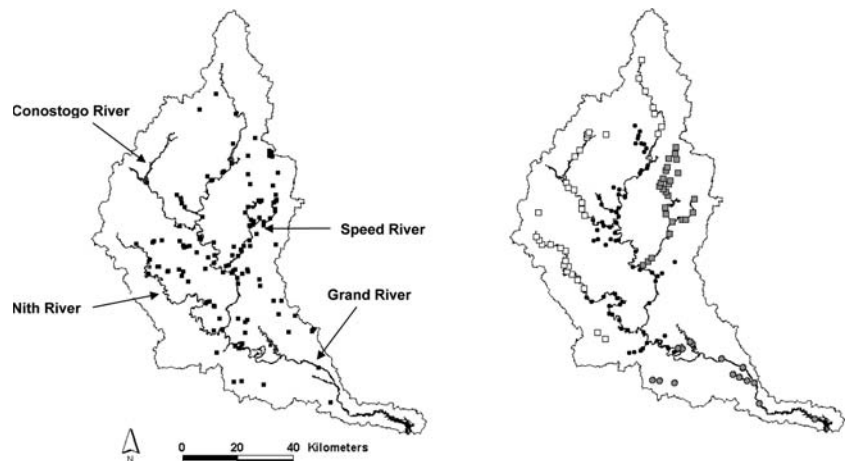 Conostogo River
Speed River
Nith River
Grand River
N
0 20 40 Kilometers